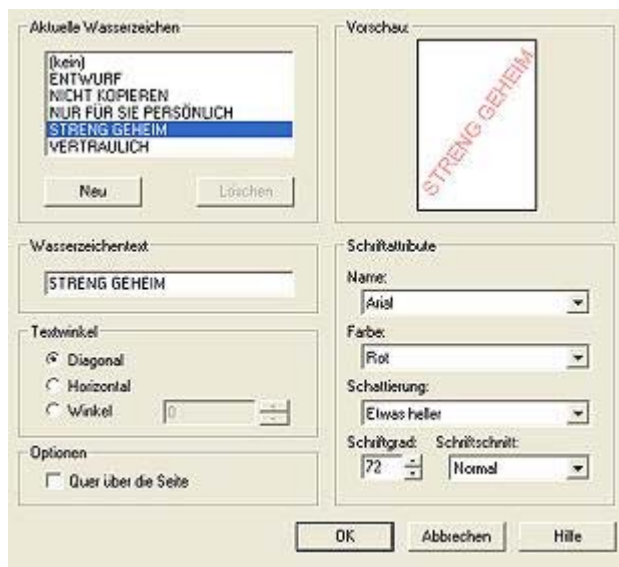 Aktuelle Wasserzeichen
(kein)
ENTWURF
NICHT KOPIEREN
NUR FÜR SIE PERSÖNLICH
STRENG GEHEIM
VERTRAULICH
Neu
Löschen
Vorschau:
STRENG GEHEIM
Wasserzeichentext
STRENG GEHEIM
Textwinkel
Diagonal
Horizontal
Winkel
0
Optionen
Quer über die Seite
Schriftattribute
Name:
Arial
Farbe:
Rot
Schattierung:
Etwas heller
Schriftgrad: Schriftschnitt:
72 Normal
OK Abbrechen Hilfe